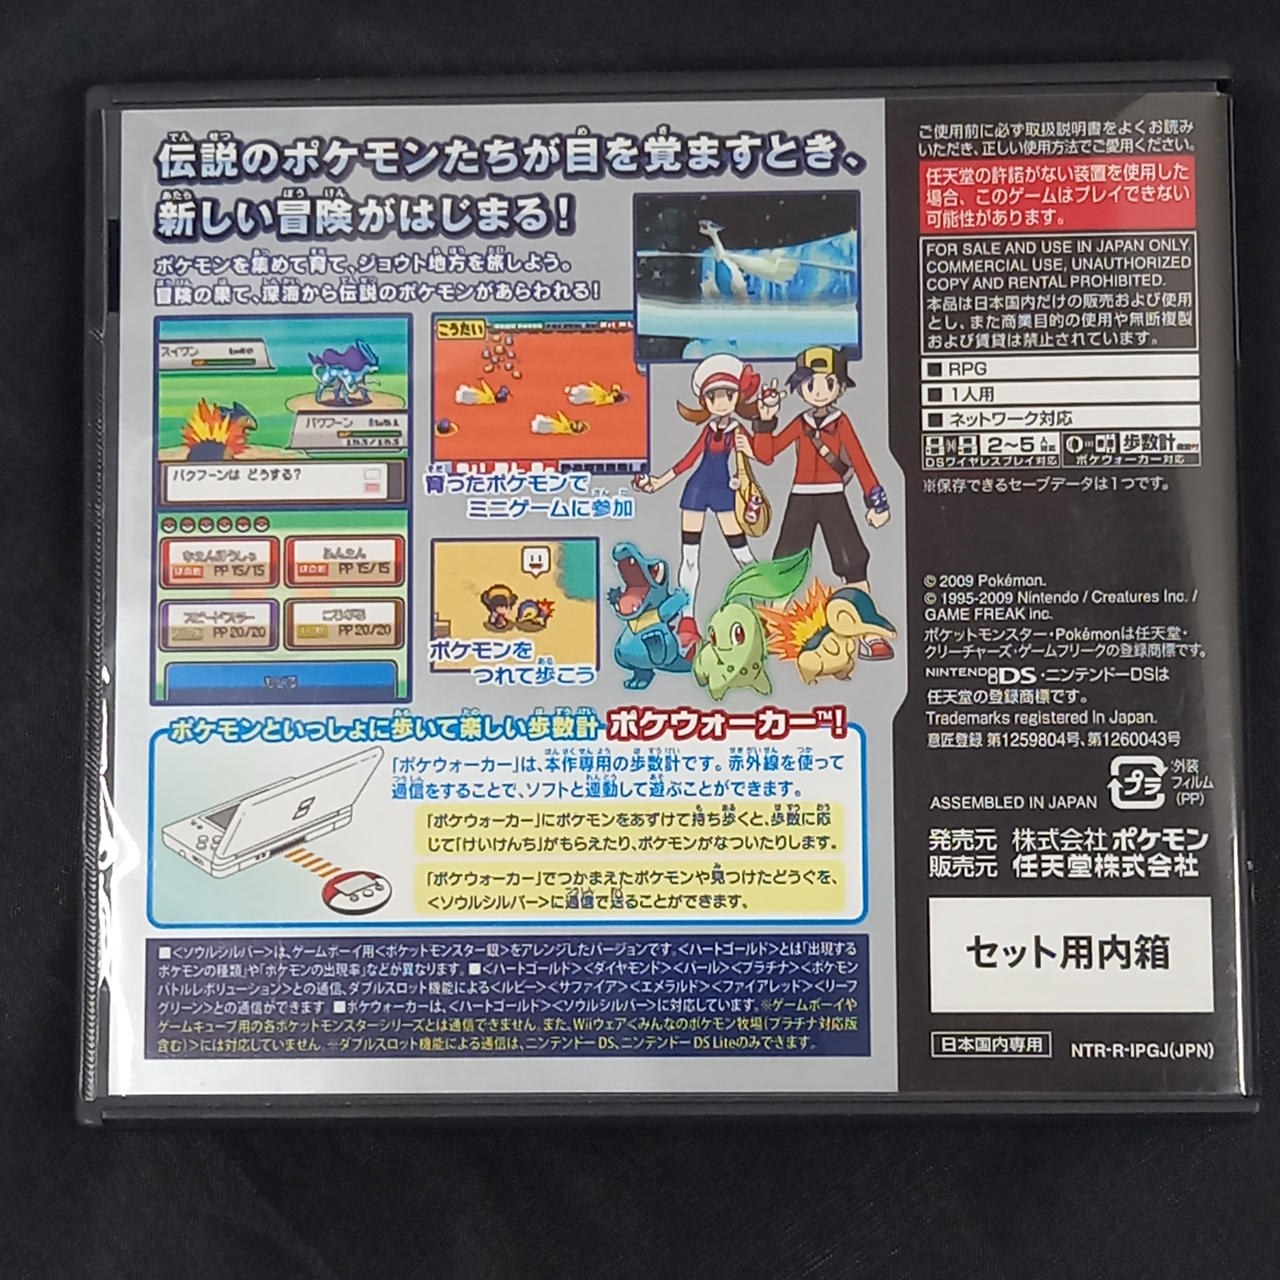 伝説のポケモンたちが目を覚ますとき、
新しい冒険がはじまる!
ポケモンを集めて育て、ジョウト地方を旅しよう。
冒険の果て、深海から伝説のポケモンがあらわれる!
スイクン
バクフーン
153/153
バクフーンは どうする?
PP 15/15
ふんえん
PP 15/15
スピードスター
PP 20/20
ころがる
PP 20/20
もどる
こうたい
育ったポケモンで
ミニゲームに参加
ポケモンを
つれて歩こう
ポケモンといっしょに歩いて楽しい歩数計 ポケウォーカー™!
「ポケウォーカー」は、本作専用の歩数計です。赤外線を使って
通信をすることで、ソフトと連動して遊ぶことができます。
「ポケウォーカー」にポケモンをあずけて持ち歩くと、歩数に応
じて「けいけんち」がもらえたり、ポケモンがなついたりします。
「ポケウォーカー」でつかまえたポケモンや見つけたどうぐを、
<ソウルシルバー>に通信で送ることができます。
■<ソウルシルバー>は、ゲームボーイ用<ポケットモンスター銀>をアレンジしたバージョンです。<ハートゴールド>とは「出現する
ポケモンの種類」や「ポケモンの出現率」などが異なります。■<ハートゴールド><ダイヤモンド><パール><プラチナ><ポケモン
バトルレボリューション>との通信、ダブルスロット機能による<ルビー><サファイア><エメラルド><ファイアレッド><リーフ
グリーン>との通信ができます。■ポケウォーカーは、<ハートゴールド><ソウルシルバー>に対応しています。※ゲームボーイや
ゲームキューブ用の各ポケットモンスターシリーズとは通信できません。また、Wiiウェア<みんなのポケモン牧場(プラチナ対応版
含む)>には対応していません。※ダブルスロット機能による通信は、ニンテンドーDS、ニンテンドーDS Liteのみできます。
ご使用前に必ず取扱説明書をよくお読み
いただき、正しい使用方法でご愛用ください。
任天堂の許諾がない装置を使用した
場合、このゲームはプレイできない
可能性があります。
FOR SALE AND USE IN JAPAN ONLY.
COMMERCIAL USE, UNAUTHORIZED
COPY AND RENTAL PROHIBITED.
本品は日本国内だけの販売および使用
とし、また商業目的の使用や無断複製
および賃貸は禁止されています。
■ RPG
■ 1人用
■ ネットワーク対応
2〜5人対応
DSワイヤレスプレイ対応
歩数計
ポケウォーカー対応
※保存できるセーブデータは1つです。
© 2009 Pokémon.
© 1995-2009 Nintendo / Creatures Inc. /
GAME FREAK inc.
ポケットモンスター・Pokémonは任天堂・
クリーチャーズ・ゲームフリークの登録商標です。
NINTENDO DS・ニンテンドーDSは
任天堂の登録商標です。
Trademarks registered in Japan.
意匠登録 第1259804号、第1260043号
ASSEMBLED IN JAPAN
プラ
:外装
フィルム
(PP)
発売元 株式会社ポケモン
販売元 任天堂株式会社
セット用内箱
日本国内専用
NTR-R-IPGJ(JPN)